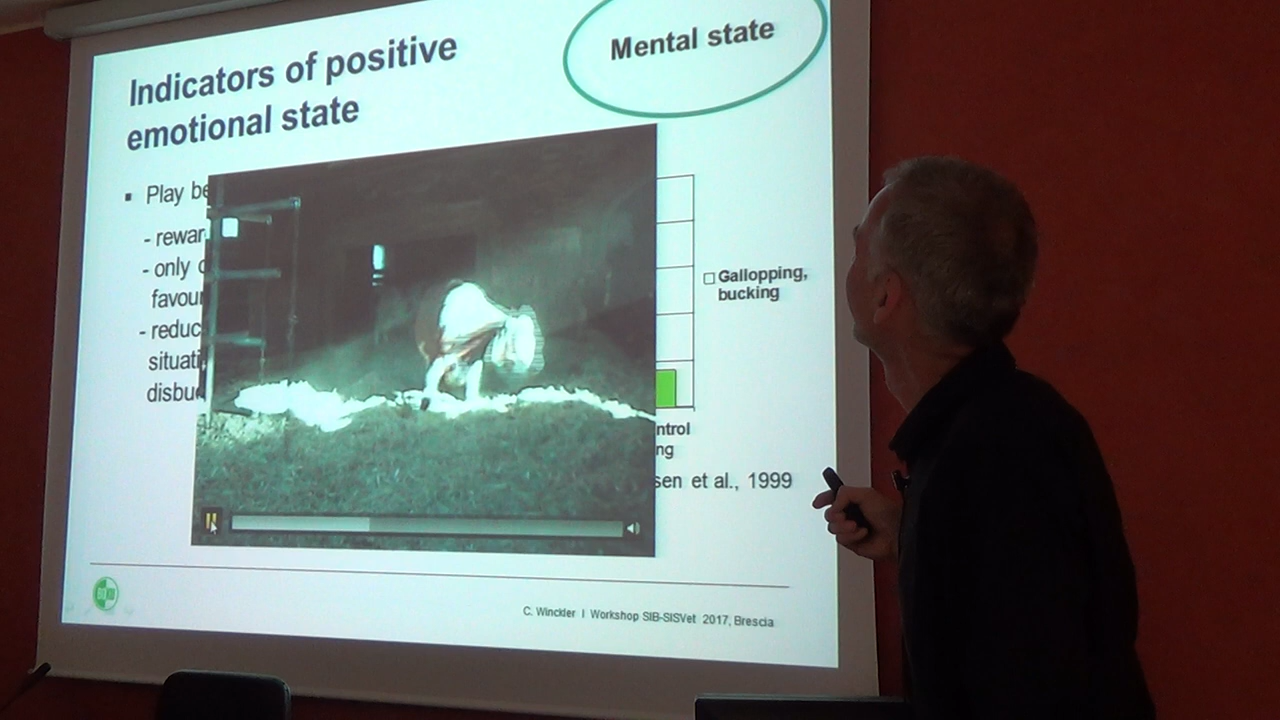 Indicators of positive
emotional state
Mental state
▪ Play
- rewar
- only
favour
- reduc
situati
disbu
Gallopping,
bucking
ntrol
ng
sen et al., 1999
C. Winckler I Workshop SIB-SISVet 2017, Brescia